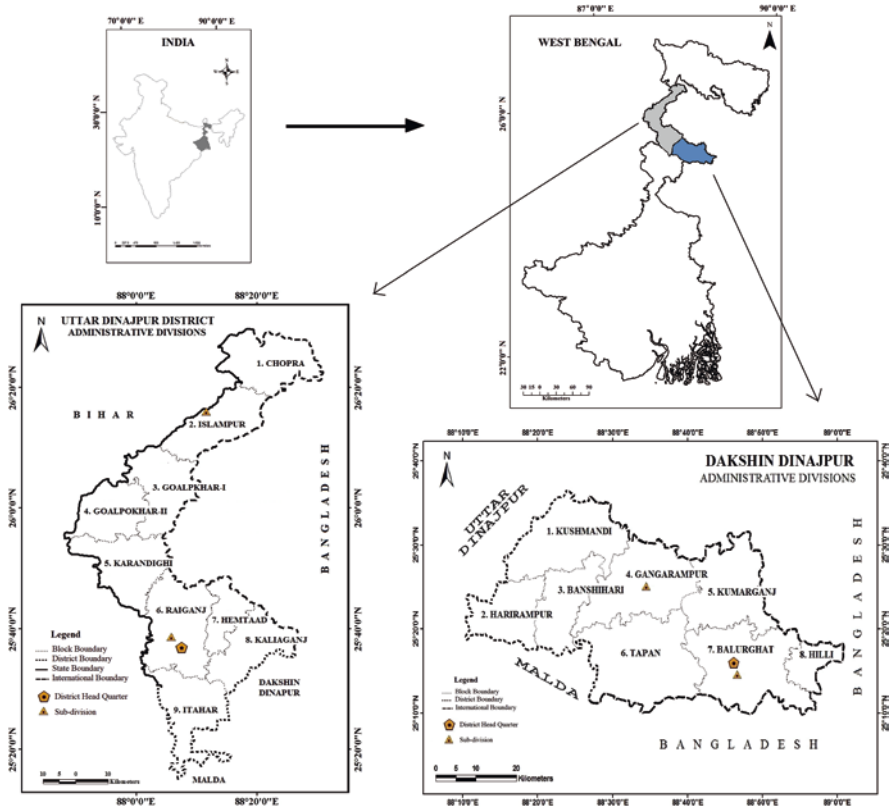 70°0'0"E 90°0'0"E
INDIA
30°0'0" N
10°0'0" N
87°0'0"E 90°0'0"E
WEST BENGAL
N
26°0'0" N
22°0'0" N
30 15 0 30 60 90
Kilometers
88°0'0"E 88°20'0"E
N
UTTAR DINAJPUR DISTRICT
ADMINISTRATIVE DIVISIONS
26°20'0"N
26°0'0"N
25°40'0"N
25°20'0"N
1. CHOPRA
BIHAR
2. ISLAMPUR
BANGLADESH
3. GOALPKHAR-I
4. GOALPOKHAR-II
5. KARANDIGHI
6. RAIGANJ
7. HEMTAAD
8. KALIAGANJ
DAKSHIN
DINAPUR
9. ITAHAR
MALDA
Legend
Block Boundary
District Boundary
State Boundary
International Boundary
District Head Quarter
Sub-division
10 5 0 10
Kilometers
88°0'0"E 88°20'0"E
88°10'0"E 88°20'0"E 88°30'0"E 88°40'0"E 88°50'0"E 89°0'0"E
N
DAKSHIN DINAJPUR
ADMINISTRATIVE DIVISIONS
25°40'0"N
25°30'0"N
25°20'0"N
25°10'0"N
25°40'0"N
25°30'0"N
25°20'0"N
25°10'0"N
UTTAR
DINAJPUR
1. KUSHMANDI
4. GANGARAMPUR
3. BANSHIHARI
5. KUMARGANJ
2. HARIRAMPUR
6. TAPAN
7. BALURGHAT
8. HILLI
MALDA
BANGLADESH
BANGLADESH
Legend
Block Boundary
District Boundary
International Boundary
District Head Quarter
Sub-division
0 5 10 20
Kilometers
88°10'0"E 88°20'0"E 88°30'0"E 88°40'0"E 88°50'0"E 89°0'0"E